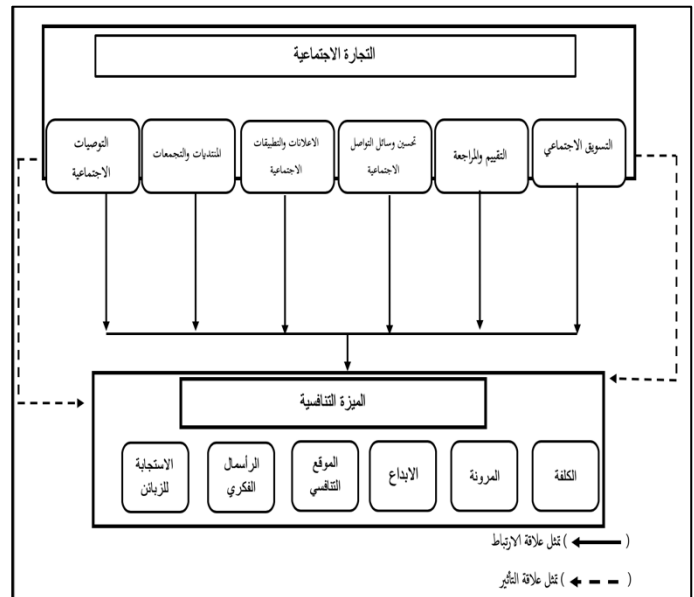 التجارة الاجتماعية
التسويق الاجتماعي
التقييم والمراجعة
تحسين وسائل التواصل
الاجتماعية
الاعلانات والتطبيقات
الاجتماعية
المنتديات والتجمعات
التوصيات
الاجتماعية
الميزة التنافسية
الكلفة
المرونة
الابداع
الموقع
التنافسي
الرأسمال
الفكري
الاستجابة
للزبائن
( ) تمثل علاقة الارتباط
( ) تمثل علاقة التأثير